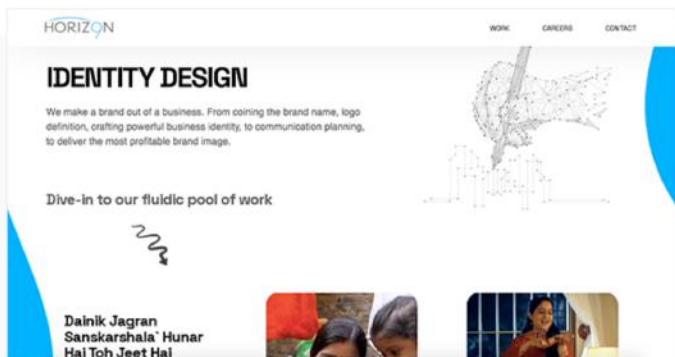 HORIZ9N
WORK CAREERS CONTACT
IDENTITY DESIGN
We make a brand out of a business. From coining the brand name, logo
definition, crafting powerful business identity, to communication planning,
to deliver the most profitable brand image.
Dive-in to our fluidic pool of work
Dainik Jagran
Sanskarshala` Hunar
Hai Toh Jeet Hai